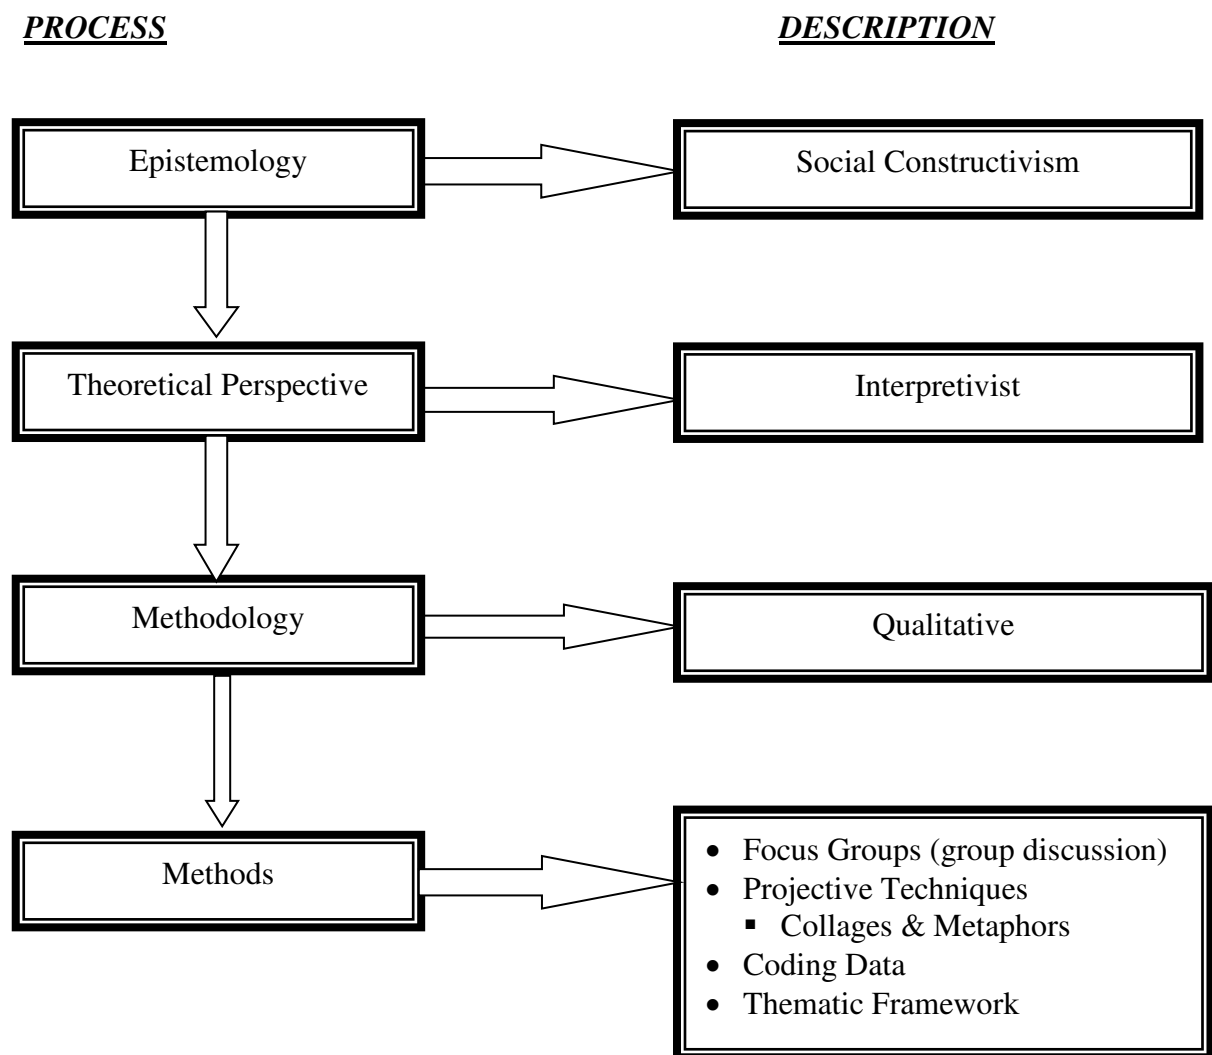 PROCESS
DESCRIPTION
Epistemology
Social Constructivism
Theoretical Perspective
Interpretivist
Methodology
Qualitative
Methods
• Focus Groups (group discussion)
• Projective Techniques
▪ Collages & Metaphors
• Coding Data
• Thematic Framework